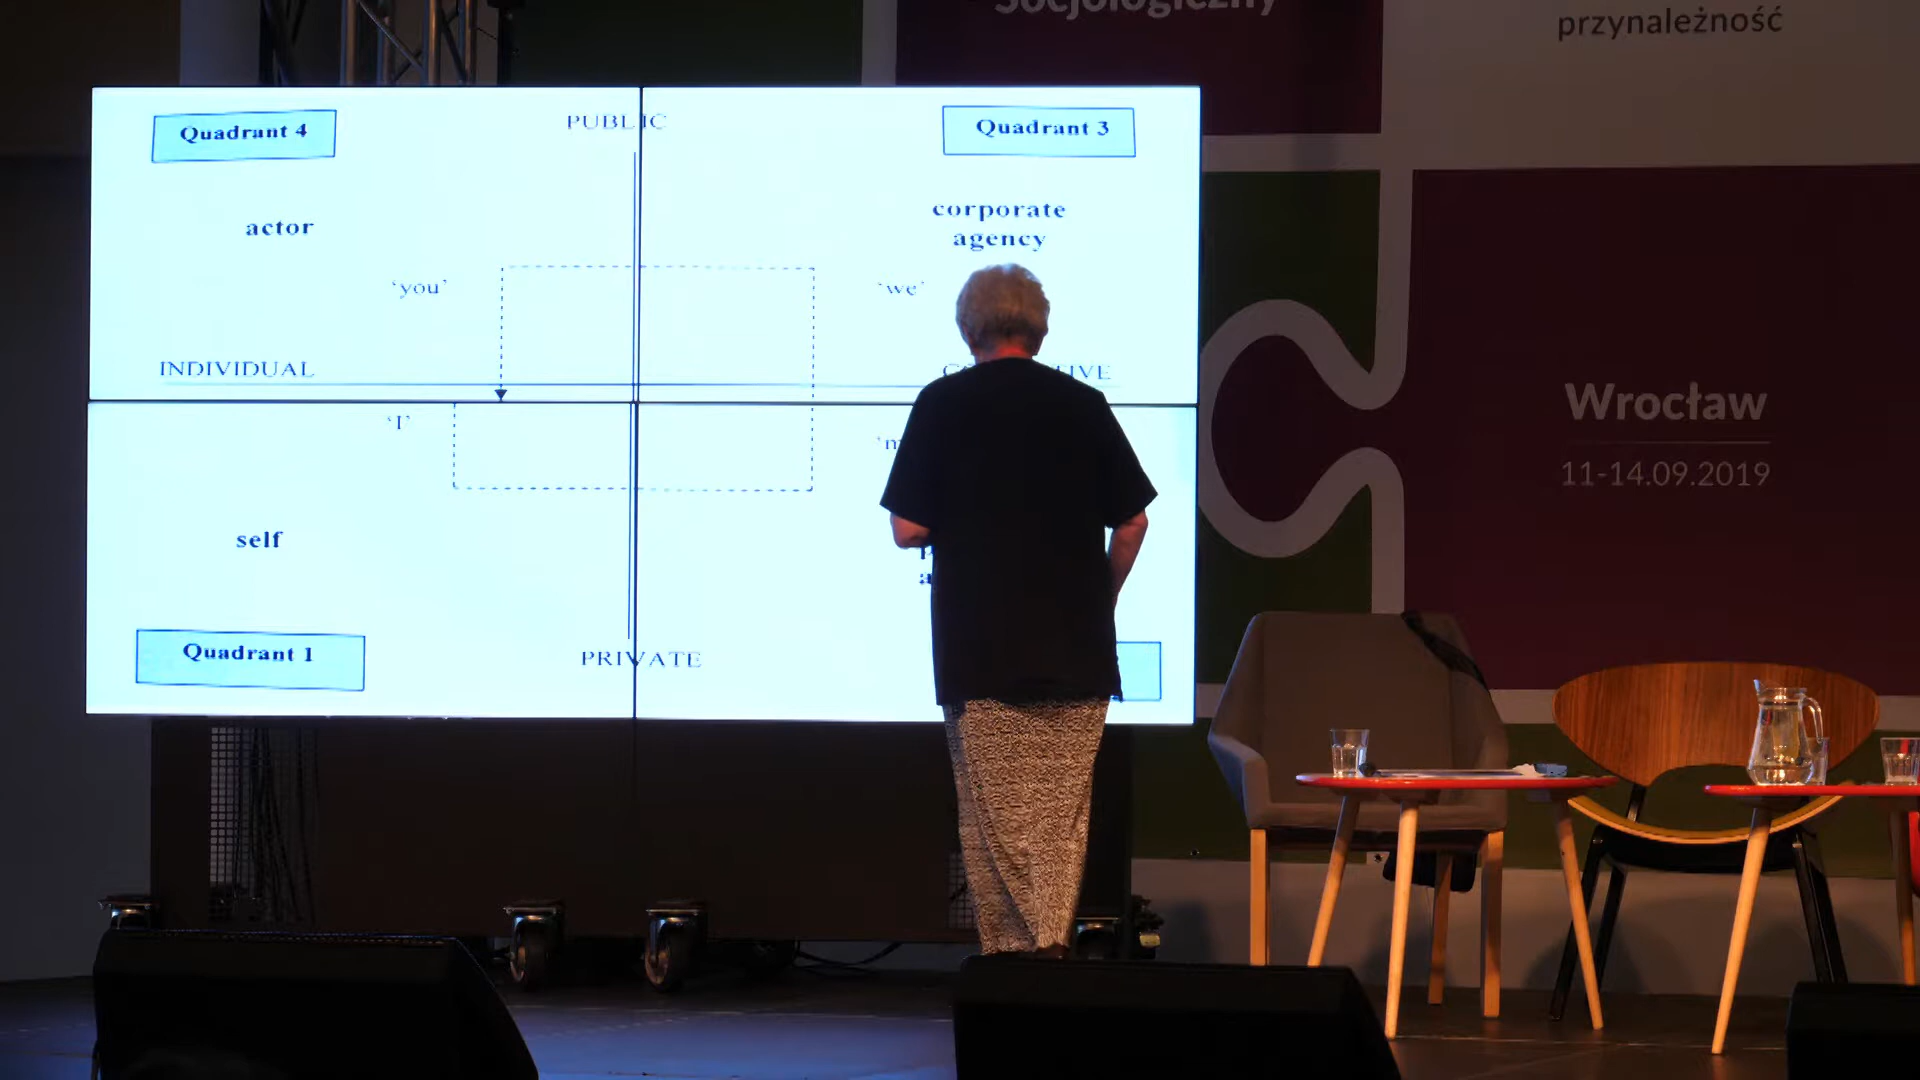 Socjologiczny
przynależność
Quadrant 4
PUBLIC
Quadrant 3
actor
corporate
agency
‘you’
‘we’
INDIVIDUAL
‘I’
self
Quadrant 1
PRIVATE
Wrocław
11-14.09.2019